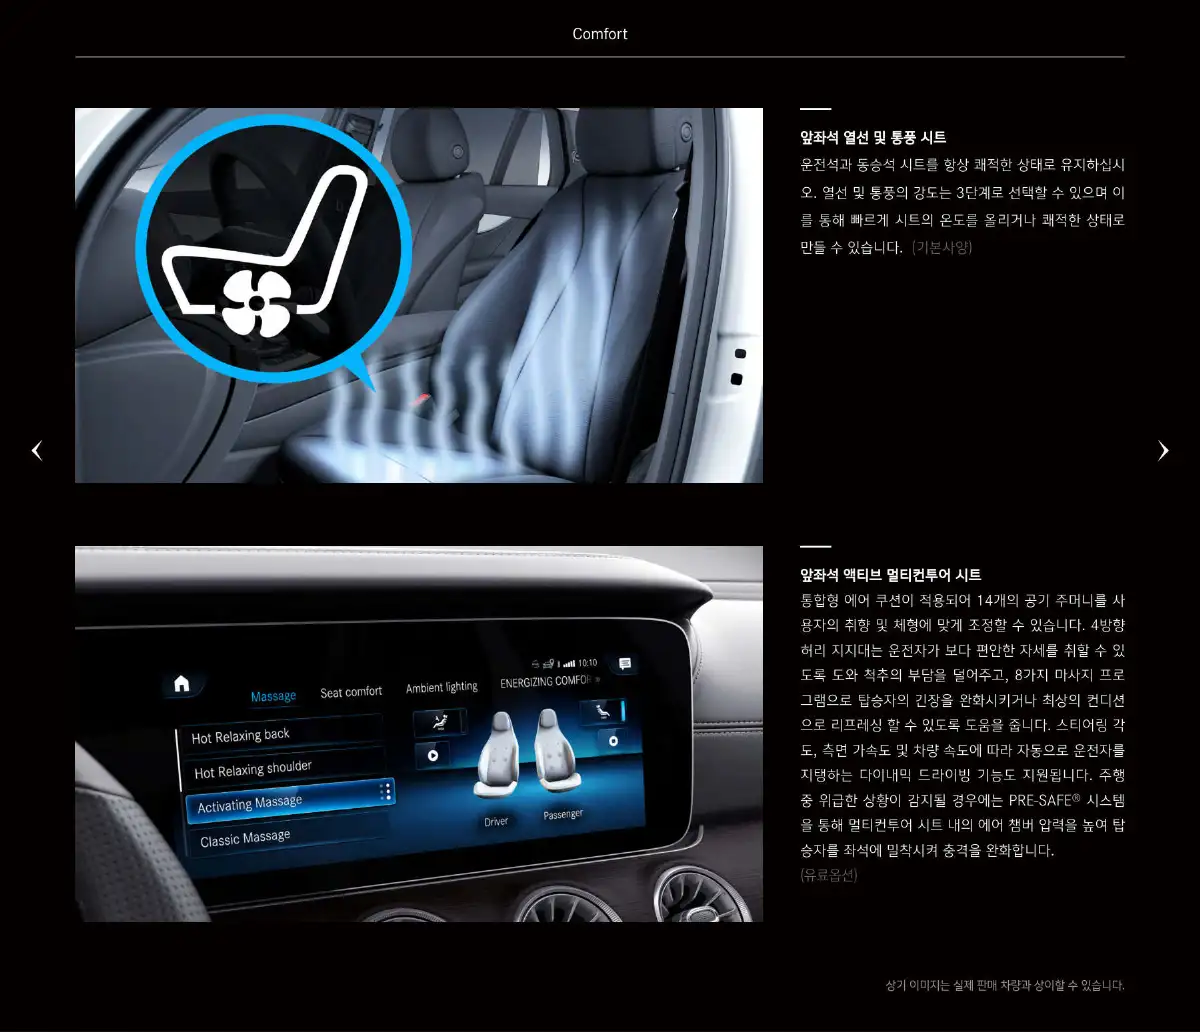 Comfort
앞좌석 열선 및 통풍 시트
운전석과 동승석 시트를 항상 쾌적한 상태로 유지하십시
오. 열선 및 통풍의 강도는 3단계로 선택할 수 있으며 이
를 통해 빠르게 시트의 온도를 올리거나 쾌적한 상태로
만들 수 있습니다. (기본사양)
10:10
Massage
Seat comfort
Ambient lighting
ENERGIZING COMFOR
Hot Relaxing back
Hot Relaxing shoulder
Activating Massage
Classic Massage
Driver
Passenger
앞좌석 액티브 멀티컨투어 시트
통합형 에어 쿠션이 적용되어 14개의 공기 주머니를 사
용자의 취향 및 체형에 맞게 조정할 수 있습니다. 4방향
허리 지지대는 운전자가 보다 편안한 자세를 취할 수 있
도록 도와 척추의 부담을 덜어주고, 8가지 마사지 프로
그램으로 탑승자의 긴장을 완화시키거나 최상의 컨디션
으로 리프레싱 할 수 있도록 도움을 줍니다. 스티어링 각
도, 측면 가속도 및 차량 속도에 따라 자동으로 운전자를
지탱하는 다이내믹 드라이빙 기능도 지원됩니다. 주행
중 위급한 상황이 감지될 경우에는 PRE-SAFE® 시스템
을 통해 멀티컨투어 시트 내의 에어 챔버 압력을 높여 탑
승자를 좌석에 밀착시켜 충격을 완화합니다.
(유료옵션)
상기 이미지는 실제 판매 차량과 상이할 수 있습니다.